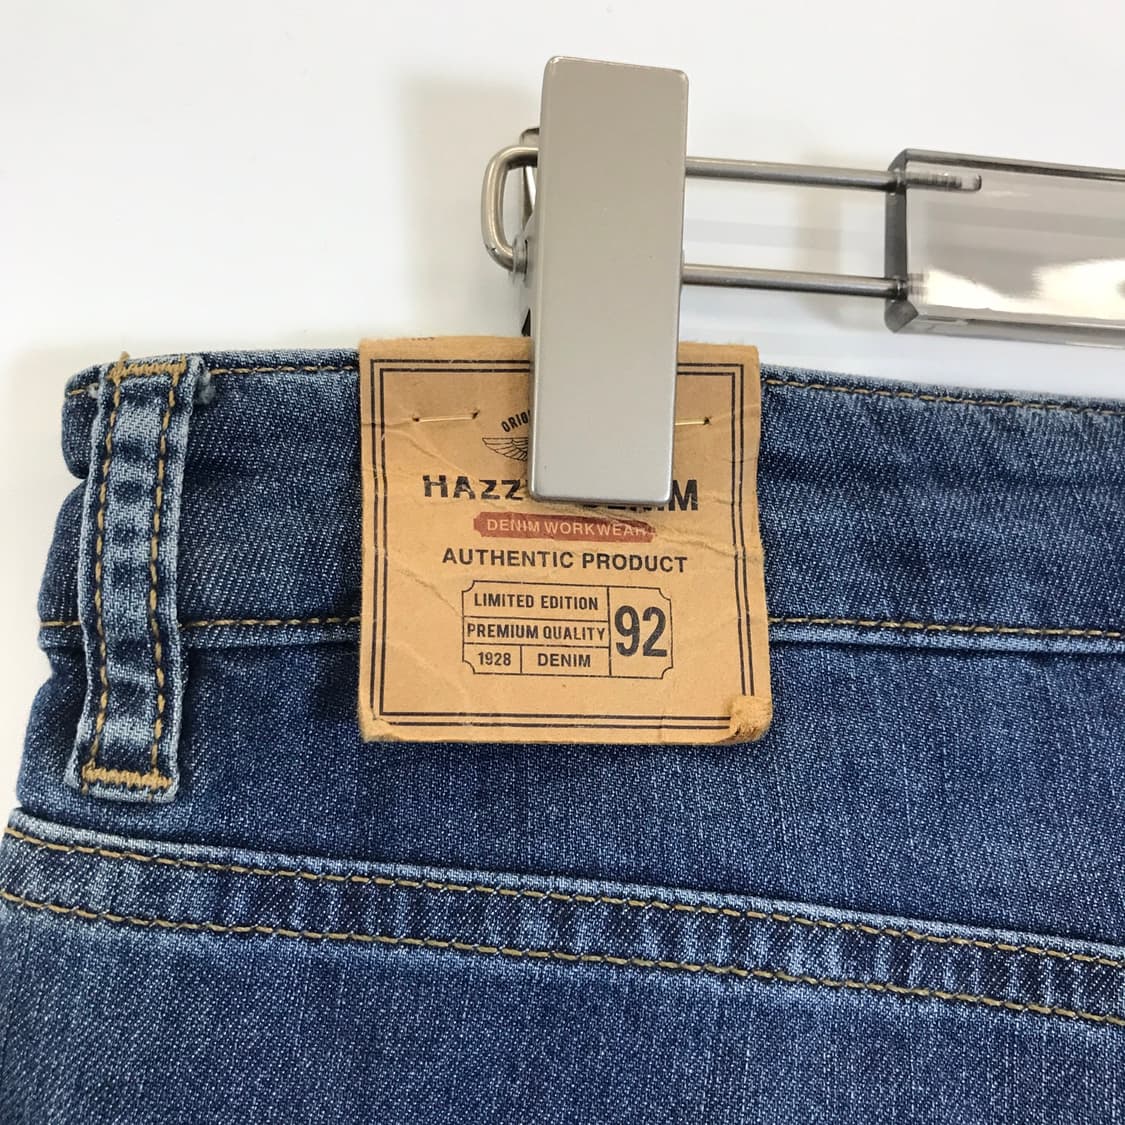 DENIM WORKWEAR
AUTHENTIC PRODUCT
LIMITED EDITION
PREMIUM QUALITY
92
1928
DENIM